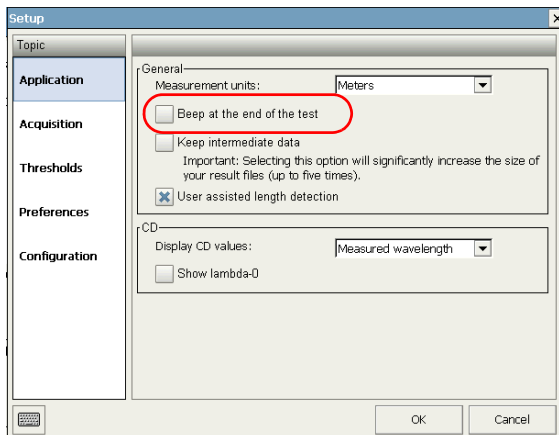 Setup
Topic
Application
Acquisition
Thresholds
Preferences
Configuration
General
Measurement units: Meters
Beep at the end of the test
Keep intermediate data
Important: Selecting this option will significantly increase the size of
your result files (up to five times).
User assisted length detection
CD
Display CD values: Measured wavelength
Show lambda-0
OK Cancel